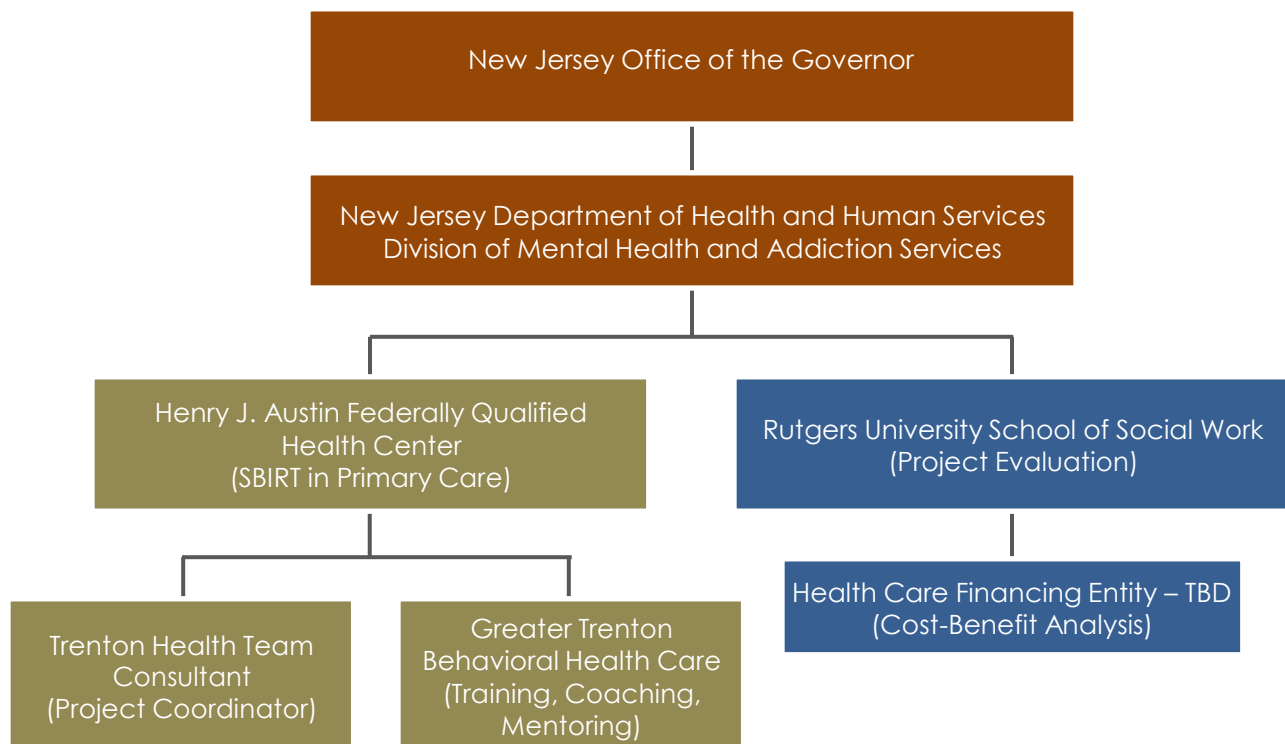 New Jersey Office of the Governor
New Jersey Department of Health and Human Services
Division of Mental Health and Addiction Services
Henry J. Austin Federally Qualified
Health Center
(SBIRT in Primary Care)
Rutgers University School of Social Work
(Project Evaluation)
Trenton Health Team
Consultant
(Project Coordinator)
Greater Trenton
Behavioral Health Care
(Training, Coaching,
Mentoring)
Health Care Financing Entity – TBD
(Cost-Benefit Analysis)